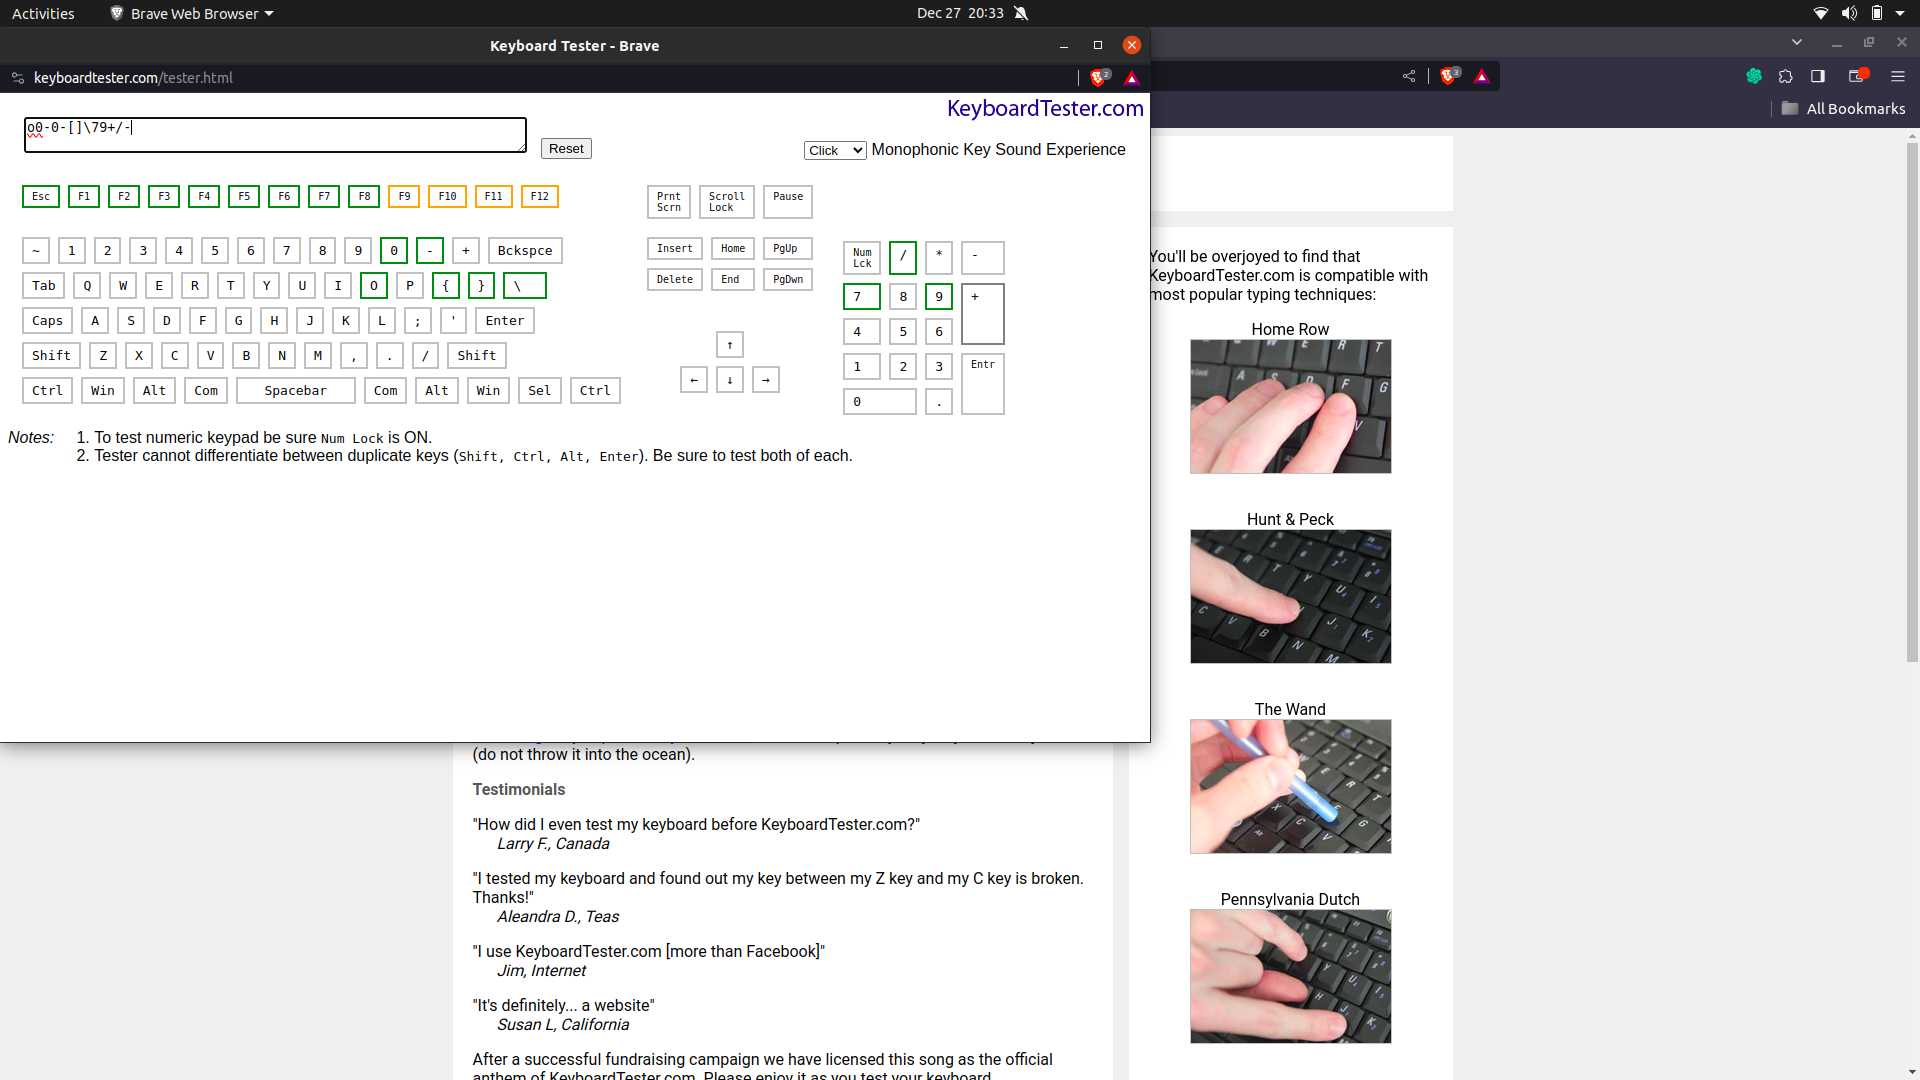 Activities
Brave Web Browser
Dec 27 20:33
Keyboard Tester - Brave
keyboardtester.com/tester.html
2
3
All Bookmarks
KeyboardTester.com
o0-0-[]\79+/-
Reset
Click
Monophonic Key Sound Experience
Esc F1 F2 F3 F4 F5 F6 F7 F8 F9 F10 F11 F12
Prnt Scrn
Scroll Lock
Pause
~ 1 2 3 4 5 6 7 8 9 0 - + Bckspce
Insert Home PgUp
Num Lck / * -
Tab Q W E R T Y U I O P { } \
Delete End PgDwn
7 8 9 +
Caps A S D F G H J K L ; ' Enter
4 5 6
Shift Z X C V B N M , . / Shift
↑
1 2 3 Entr
Ctrl Win Alt Com Spacebar Com Alt Win Sel Ctrl
← ↓ →
0 .
Notes:
1. To test numeric keypad be sure Num Lock is ON.
2. Tester cannot differentiate between duplicate keys (Shift, Ctrl, Alt, Enter). Be sure to test both of each.
(do not throw it into the ocean).
Testimonials
"How did I even test my keyboard before KeyboardTester.com?"
Larry F., Canada
"I tested my keyboard and found out my key between my Z key and my C key is broken.
Thanks!"
Aleandra D., Teas
"I use KeyboardTester.com [more than Facebook]"
Jim, Internet
"It's definitely... a website"
Susan L, California
After a successful fundraising campaign we have licensed this song as the official
anthem of KeyboardTester.com. Please enjoy it as you test your keyboard.
You'll be overjoyed to find that
KeyboardTester.com is compatible with
most popular typing techniques:
Home Row
Hunt & Peck
The Wand
Pennsylvania Dutch